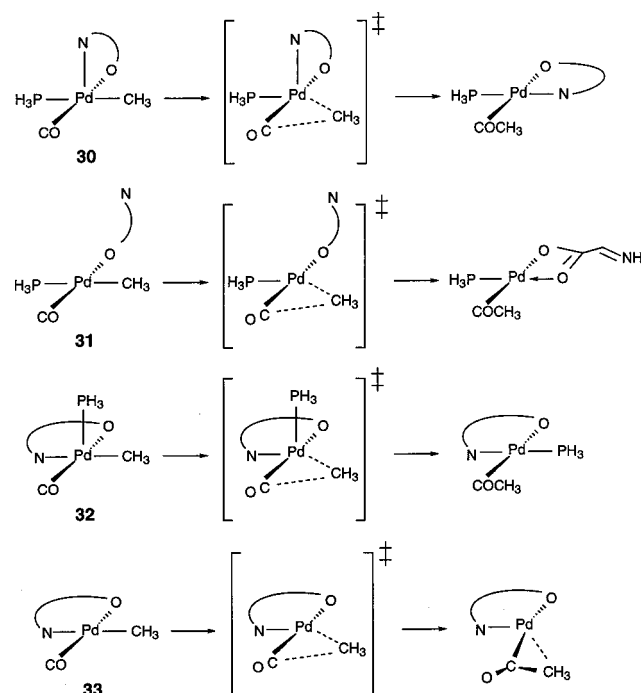 N O ‡ N O
H₃P Pd CH₃ H₃P Pd CH₃ H₃P Pd O N
CO C O COCH₃
30
N ‡ N
O O O O NH
H₃P Pd CH₃ H₃P Pd CH₃ H₃P Pd
CO O C COCH₃
31
PH₃ ‡ PH₃
O O O
N Pd CH₃ N Pd CH₃ N Pd PH₃
CO O C COCH₃
32
‡
O O O
N Pd CH₃ N Pd CH₃ N Pd
CO O C O C CH₃
33